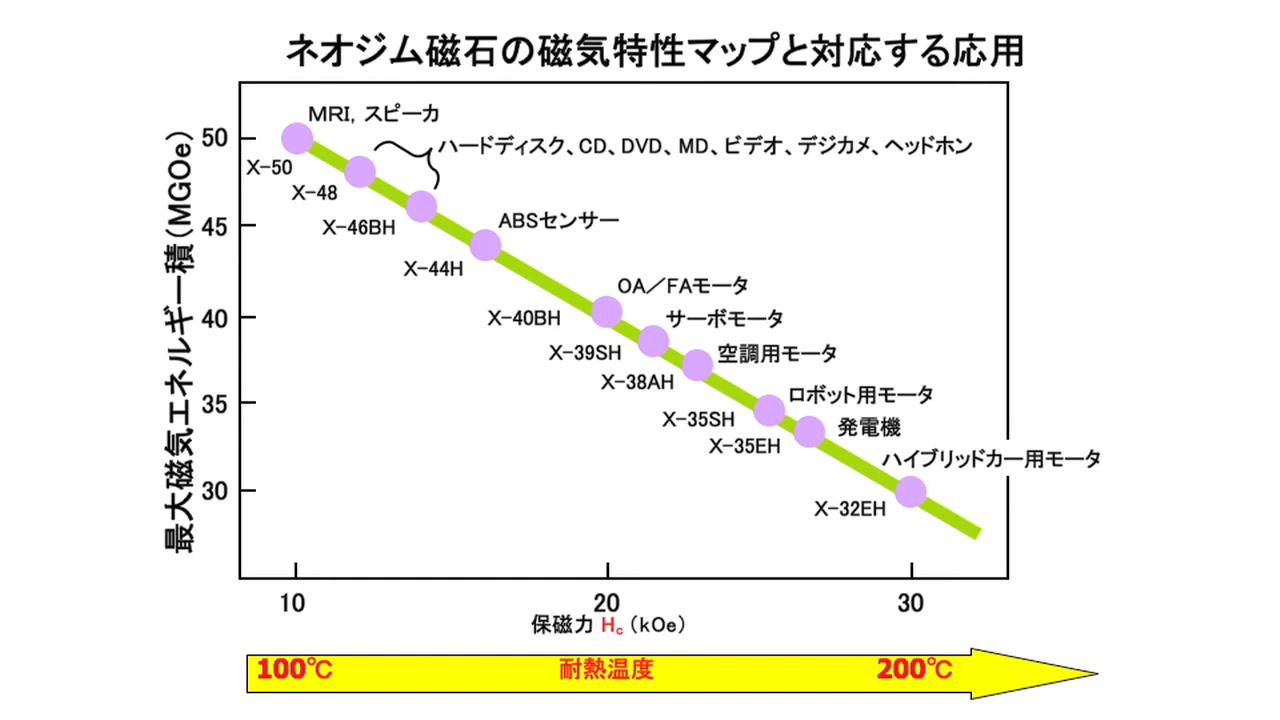 ネオジム磁石の磁気特性マップと対応する応用
最大磁気エネルギー積(MGOe)
50
45
40
35
30
MRI, スピーカ
X-50
ハードディスク、CD、DVD、MD、ビデオ、デジカメ、ヘッドホン
X-48
X-46BH
ABSセンサー
X-44H
OA/FAモータ
X-40BH
サーボモータ
X-39SH
空調用モータ
X-38AH
ロボット用モータ
X-35SH
発電機
X-35EH
ハイブリッドカー用モータ
X-32EH
10
20
30
保磁力 Hc (kOe)
100℃
耐熱温度
200℃